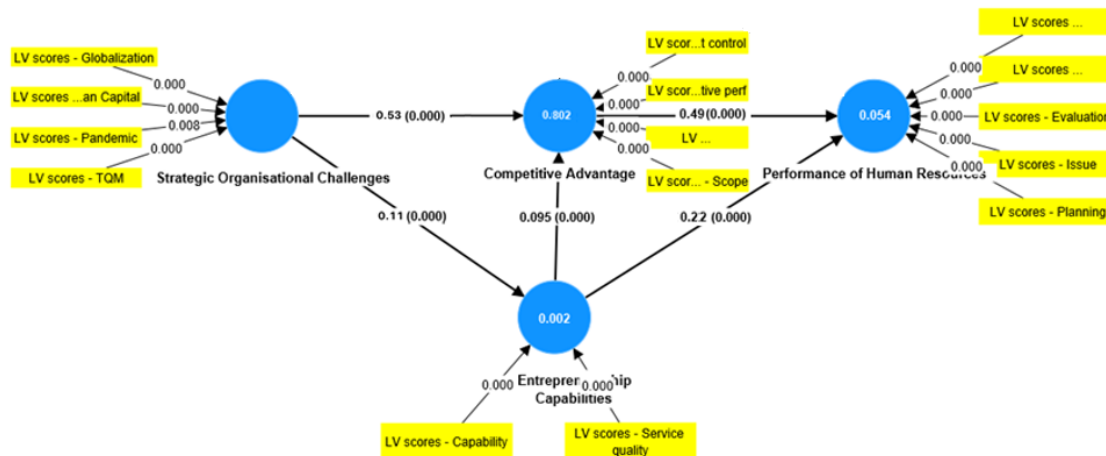 LV scores - Globalization
0.000
LV scores ...an Capital
0.000
LV scores - Pandemic
0.008
LV scores - TQM
0.000
Strategic Organisational Challenges
0.53 (0.000)
0.11 (0.000)
0.802
Competitive Advantage
LV scor...t control
0.000
LV scor...tive perf
0.000
LV ...
0.000
LV scor... - Scope
0.000
0.49 (0.000)
0.095 (0.000)
0.22 (0.000)
0.054
Performance of Human Resources
LV scores ...
0.000
LV scores ...
0.000
LV scores - Evaluation
0.000
LV scores - Issue
0.000
LV scores - Planning
0.000
0.002
Entrepren hip
Capabilities
0.000
0.000
LV scores - Capability
LV scores - Service
quality